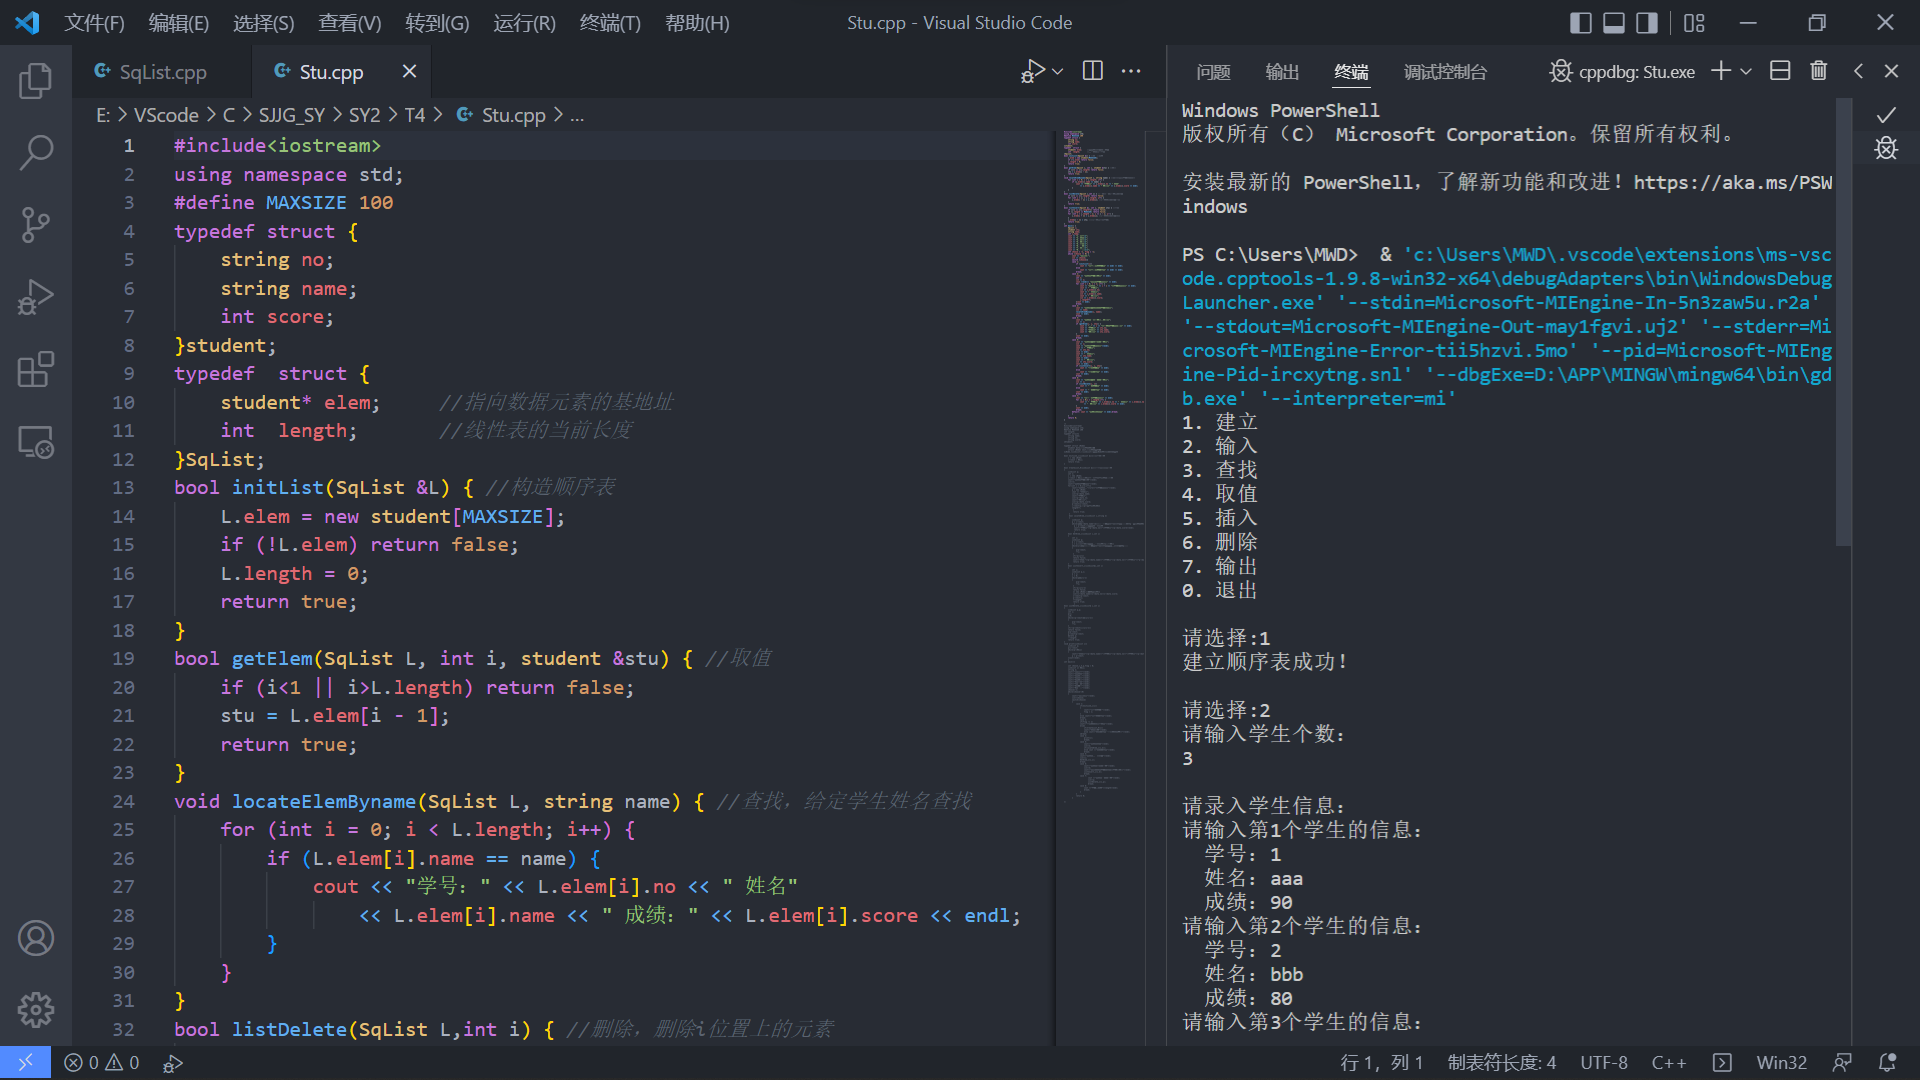 文件(F) 编辑(E) 选择(S) 查看(V) 转到(G) 运行(R) 终端(T) 帮助(H) Stu.cpp - Visual Studio Code
SqList.cpp Stu.cpp
E: > VScode > C > SJJG_SY > SY2 > T4 > Stu.cpp > ...
1 #include<iostream>
2 using namespace std;
3 #define MAXSIZE 100
4 typedef struct {
5     string no;
6     string name;
7     int score;
8 }student;
9 typedef  struct {
10     student* elem;     //指向数据元素的基地址
11     int  length;       //线性表的当前长度
12 }SqList;
13 bool initList(SqList &L) { //构造顺序表
14     L.elem = new student[MAXSIZE];
15     if (!L.elem) return false;
16     L.length = 0;
17     return true;
18 }
19 bool getElem(SqList L, int i, student &stu) { //取值
20     if (i<1 || i>L.length) return false;
21     stu = L.elem[i - 1];
22     return true;
23 }
24 void locateElemByname(SqList L, string name) { //查找，给定学生姓名查找
25     for (int i = 0; i < L.length; i++) {
26         if (L.elem[i].name == name) {
27             cout << "学号：" << L.elem[i].no << " 姓名"
28                 << L.elem[i].name << " 成绩：" << L.elem[i].score << endl;
29         }
30     }
31 }
32 bool listDelete(SqList L,int i) { //删除，删除i位置上的元素
问题 输出 终端 调试控制台 cppdbg: Stu.exe
Windows PowerShell
版权所有（C） Microsoft Corporation。保留所有权利。
安装最新的 PowerShell，了解新功能和改进！https://aka.ms/PSW
indows
PS C:\Users\MWD>  & 'c:\Users\MWD\.vscode\extensions\ms-vsc
ode.cpptools-1.9.8-win32-x64\debugAdapters\bin\WindowsDebug
Launcher.exe' '--stdin=Microsoft-MIEngine-In-5n3zaw5u.r2a'
'--stdout=Microsoft-MIEngine-Out-may1fgvi.uj2' '--stderr=Mi
crosoft-MIEngine-Error-tii5hzvi.5mo' '--pid=Microsoft-MIEng
ine-Pid-ircxytng.snl' '--dbgExe=D:\APP\MINGW\mingw64\bin\gd
b.exe' '--interpreter=mi'
1. 建立
2. 输入
3. 查找
4. 取值
5. 插入
6. 删除
7. 输出
0. 退出
请选择:1
建立顺序表成功！
请选择:2
请输入学生个数：
3
请录入学生信息：
请输入第1个学生的信息：
学号：1
姓名：aaa
成绩：90
请输入第2个学生的信息：
学号：2
姓名：bbb
成绩：80
请输入第3个学生的信息：
0 0 行 1，列 1 制表符长度: 4 UTF-8 C++ Win32